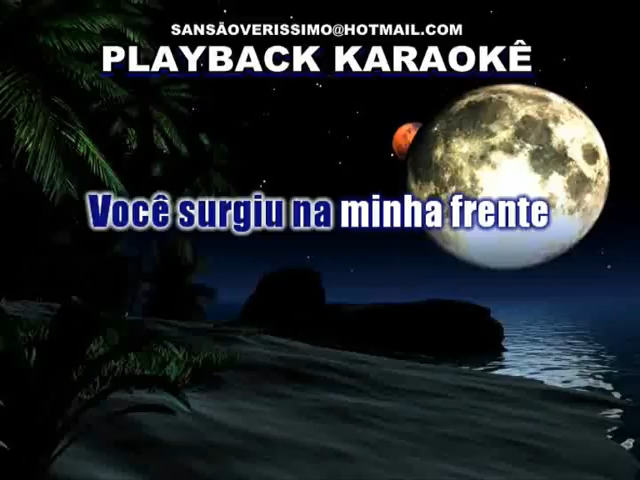 SANSÃOVERISSIMO@HOTMAIL.COM
PLAYBACK KARAOKÊ
Você surgiu na minha frente